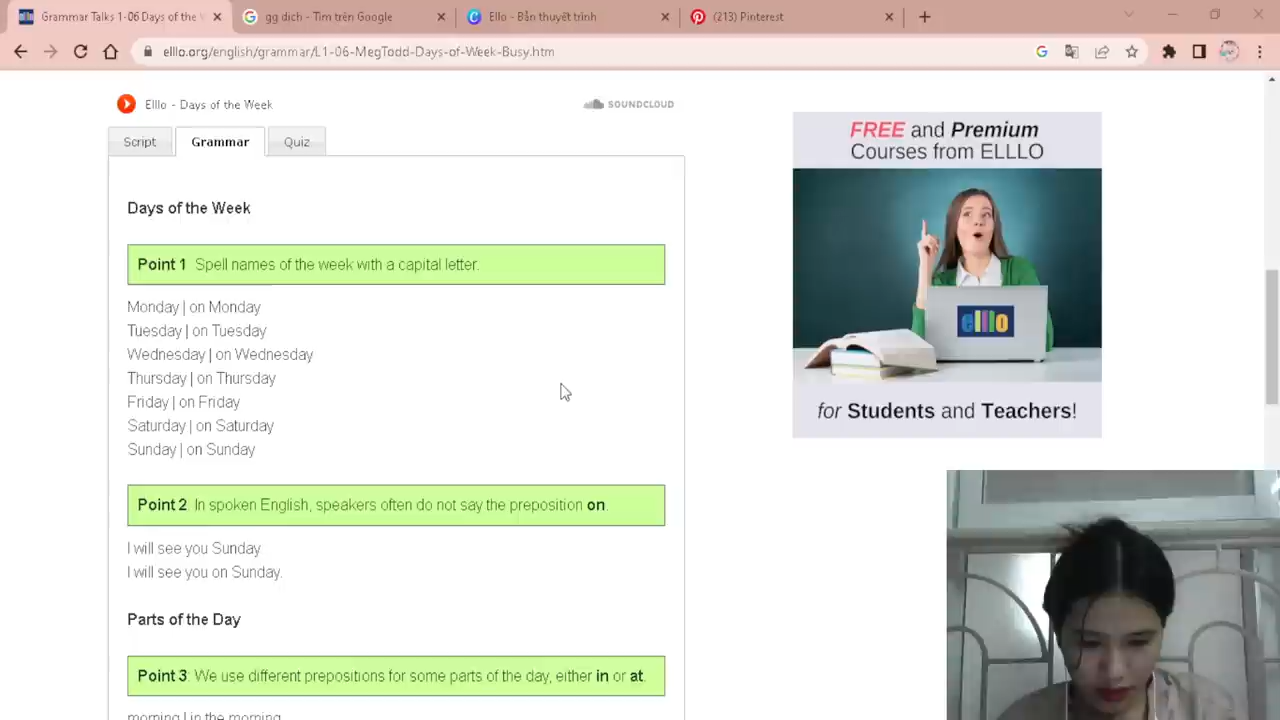 Grammar Talks 1-06 Days of the W
gg dich - Tìm trên Google
Ello - Bản thuyết trình
(213) Pinterest
elllo.org/english/grammar/L1-06-MegTodd-Days-of-Week-Busy.htm
Elllo - Days of the Week
SOUNDCLOUD
Script
Grammar
Quiz
FREE and Premium
Courses from ELLLO
Days of the Week
Point 1 Spell names of the week with a capital letter.
Monday | on Monday
Tuesday | on Tuesday
Wednesday | on Wednesday
Thursday | on Thursday
Friday | on Friday
Saturday | on Saturday
Sunday | on Sunday
elllo
for Students and Teachers!
Point 2. In spoken English, speakers often do not say the preposition on.
I will see you Sunday
I will see you on Sunday.
Parts of the Day
Point 3: We use different prepositions for some parts of the day, either in or at.
morning | in the morning